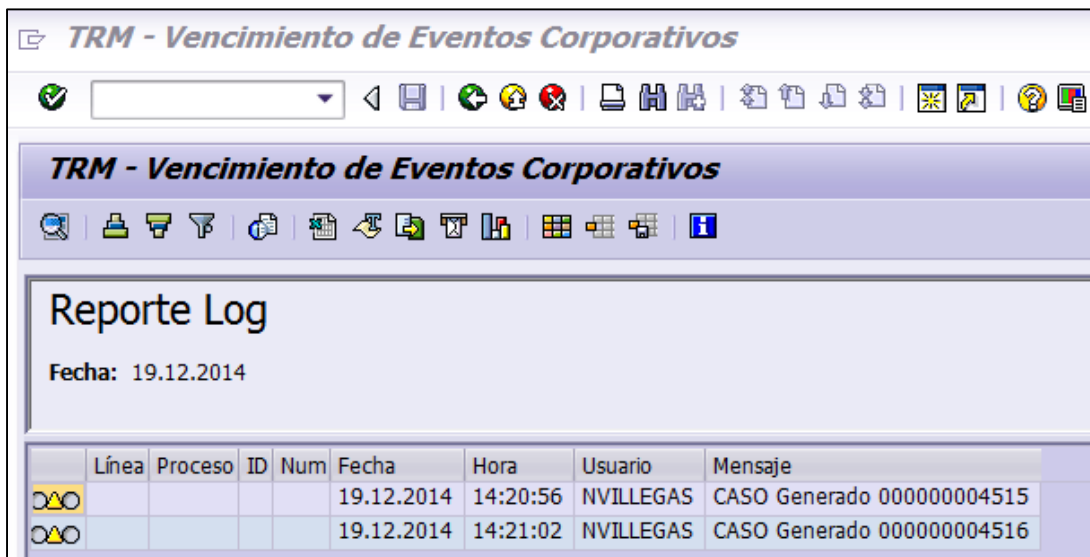 TRM - Vencimiento de Eventos Corporativos
TRM - Vencimiento de Eventos Corporativos
Reporte Log
Fecha: 19.12.2014
Línea Proceso ID Num Fecha Hora Usuario Mensaje
19.12.2014 14:20:56 NVILLEGAS CASO Generado 000000004515
19.12.2014 14:21:02 NVILLEGAS CASO Generado 000000004516